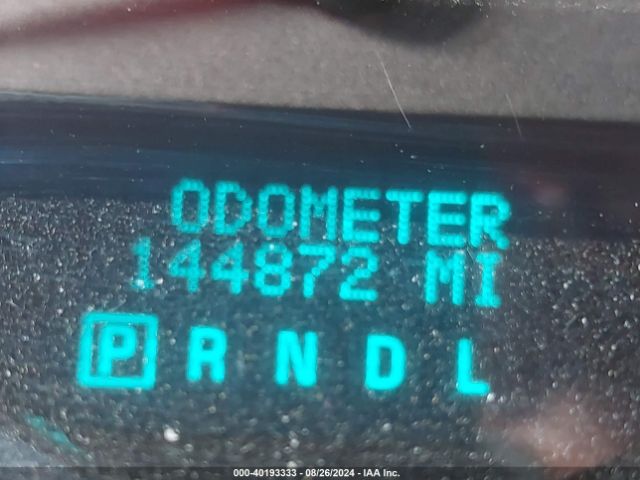 ODOMETER
144872 MI
P R N D L
000-40193333 - 08/26/2024 - IAA Inc.